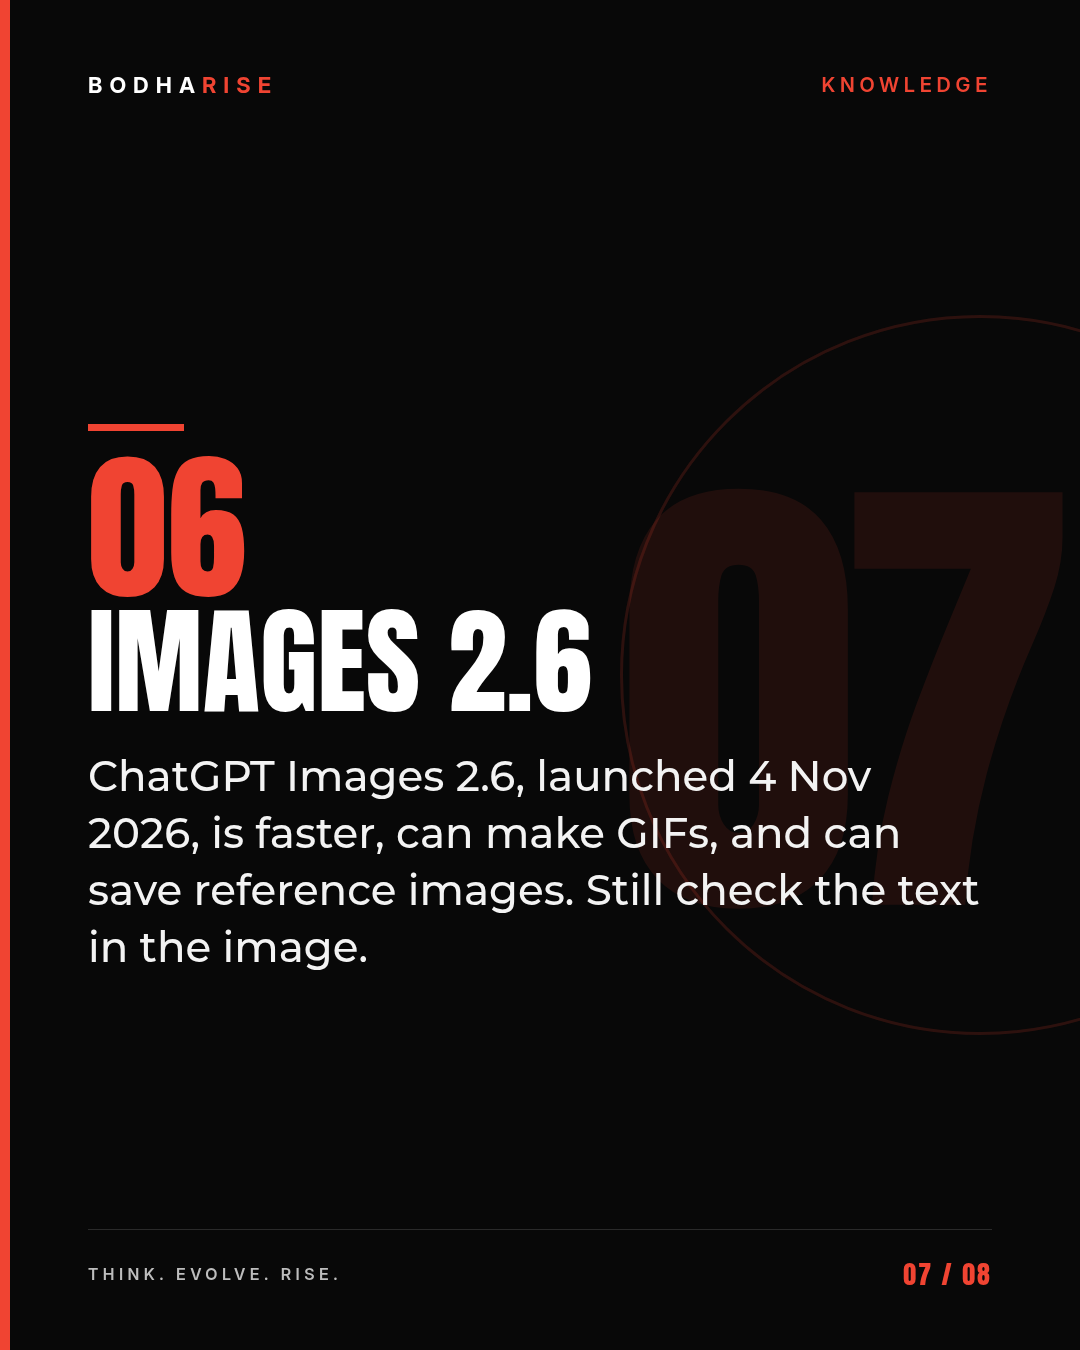 BODHARISE
KNOWLEDGE
06
07
IMAGES 2.6
ChatGPT Images 2.6, launched 4 Nov
2026, is faster, can make GIFs, and can
save reference images. Still check the text
in the image.
THINK. EVOLVE. RISE.
07 / 08